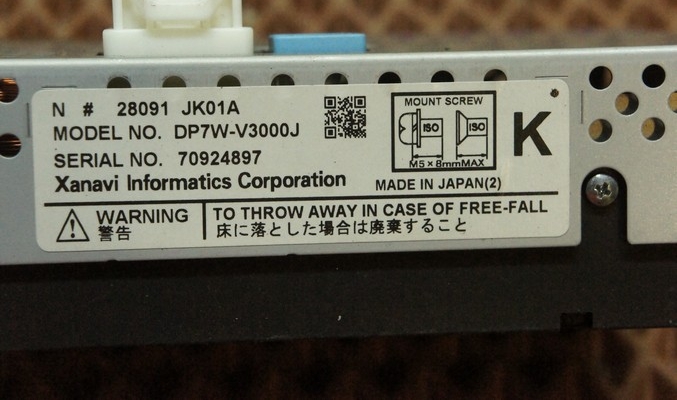 N # 28091 JK01A
MODEL NO. DP7W-V3000J
SERIAL NO. 70924897
Xanavi Informatics Corporation
MOUNT SCREW
ISO ISO
M5×8mmMAX
MADE IN JAPAN(2)
K
WARNING
警告
TO THROW AWAY IN CASE OF FREE-FALL
床に落とした場合は廃棄すること